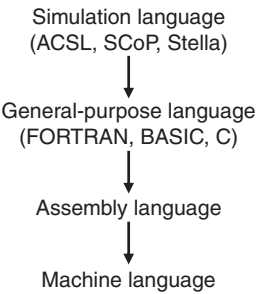 Simulation language
(ACSL, SCoP, Stella)
General-purpose language
(FORTRAN, BASIC, C)
Assembly language
Machine language